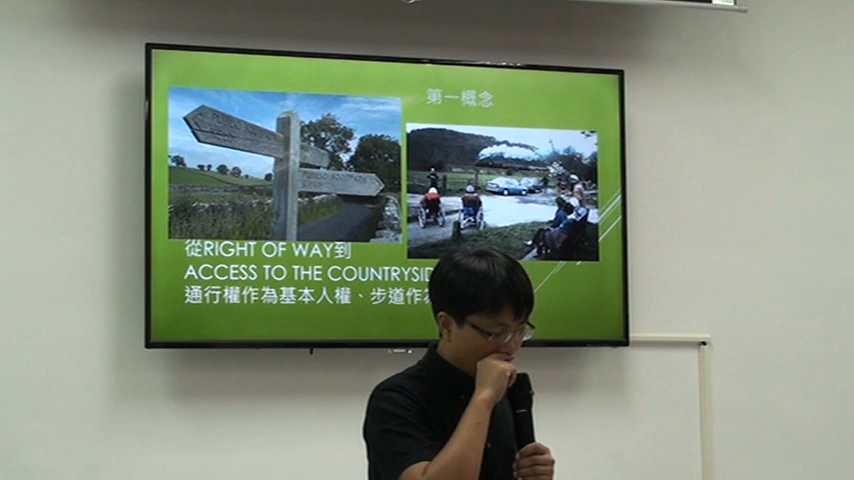 第一概念
從RIGHT OF WAY到
ACCESS TO THE COUNTRYSID
通行權作為基本人權、步道作